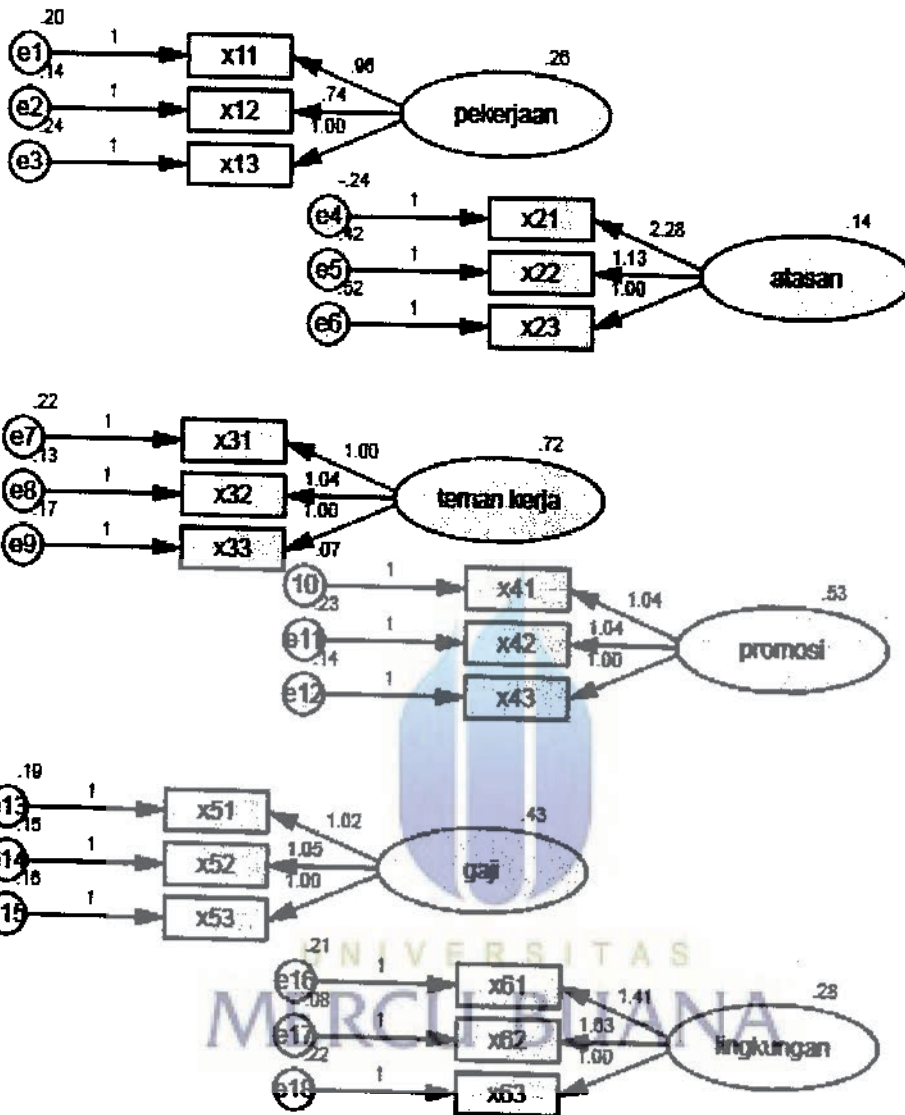 .20
e1 1 x11 .96 .26
.14
e2 1 x12 .74 pekerjaan
.24 1.00
e3 1 x13
-.24
e4 1 x21 2.28 .14
.42
e5 1 x22 1.13 atasan
.52 1.00
e6 1 x23
.22
e7 1 x31 1.00 .72
.13
e8 1 x32 1.04 teman kerja
.17 1.00
e9 1 x33
.07
10 1 x41 1.04 .53
.23
e11 1 x42 1.04 promosi
.14 1.00
e12 1 x43
.19
e13 1 x51 1.02 .43
.15
e14 1 x52 1.05 gaji
.16 1.00
15 1 x53
UNIVERSITAS
.21
e16 1 x61 1.41 .28
.08
MERCU BUANA
e17 1 x62 lingkungan
.22 1.00
e18 1 x63